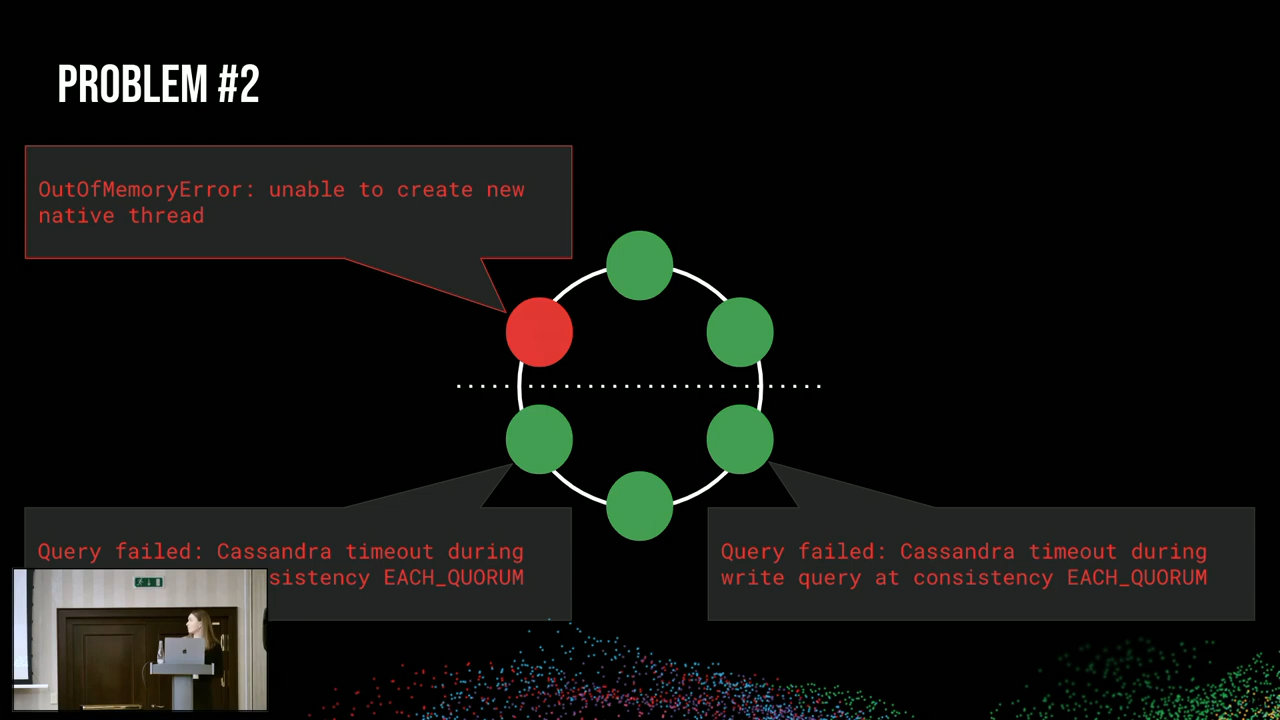 PROBLEM #2
OutOfMemoryError: unable to create new
native thread
Query failed: Cassandra timeout during
sistency EACH_QUORUM
Query failed: Cassandra timeout during
write query at consistency EACH_QUORUM